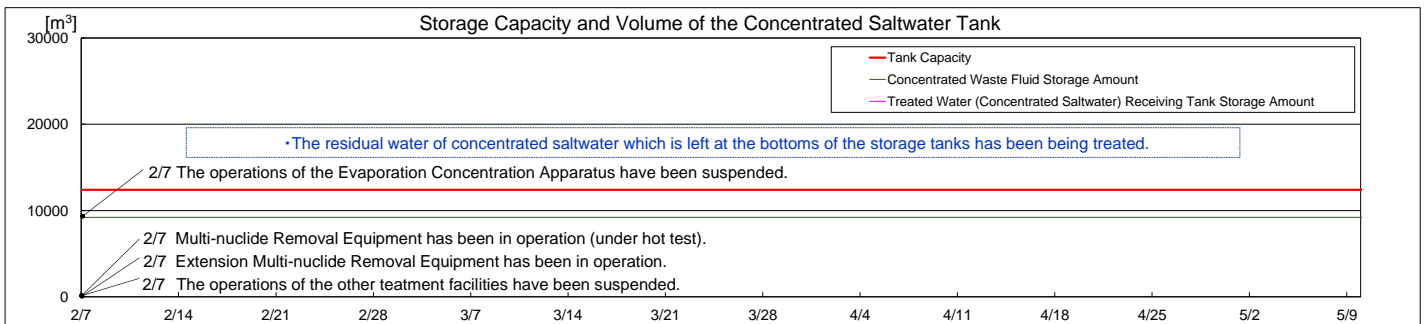 Storage Capacity and Volume of the Concentrated Saltwater Tank
[m³]
30000
Tank Capacity
Concentrated Waste Fluid Storage Amount
Treated Water (Concentrated Saltwater) Receiving Tank Storage Amount
20000
・The residual water of concentrated saltwater which is left at the bottoms of the storage tanks has been being treated.
2/7 The operations of the Evaporation Concentration Apparatus have been suspended.
10000
2/7 Multi-nuclide Removal Equipment has been in operation (under hot test).
2/7 Extension Multi-nuclide Removal Equipment has been in operation.
2/7 The operations of the other teatment facilities have been suspended.
0
2/7 2/14 2/21 2/28 3/7 3/14 3/21 3/28 4/4 4/11 4/18 4/25 5/2 5/9